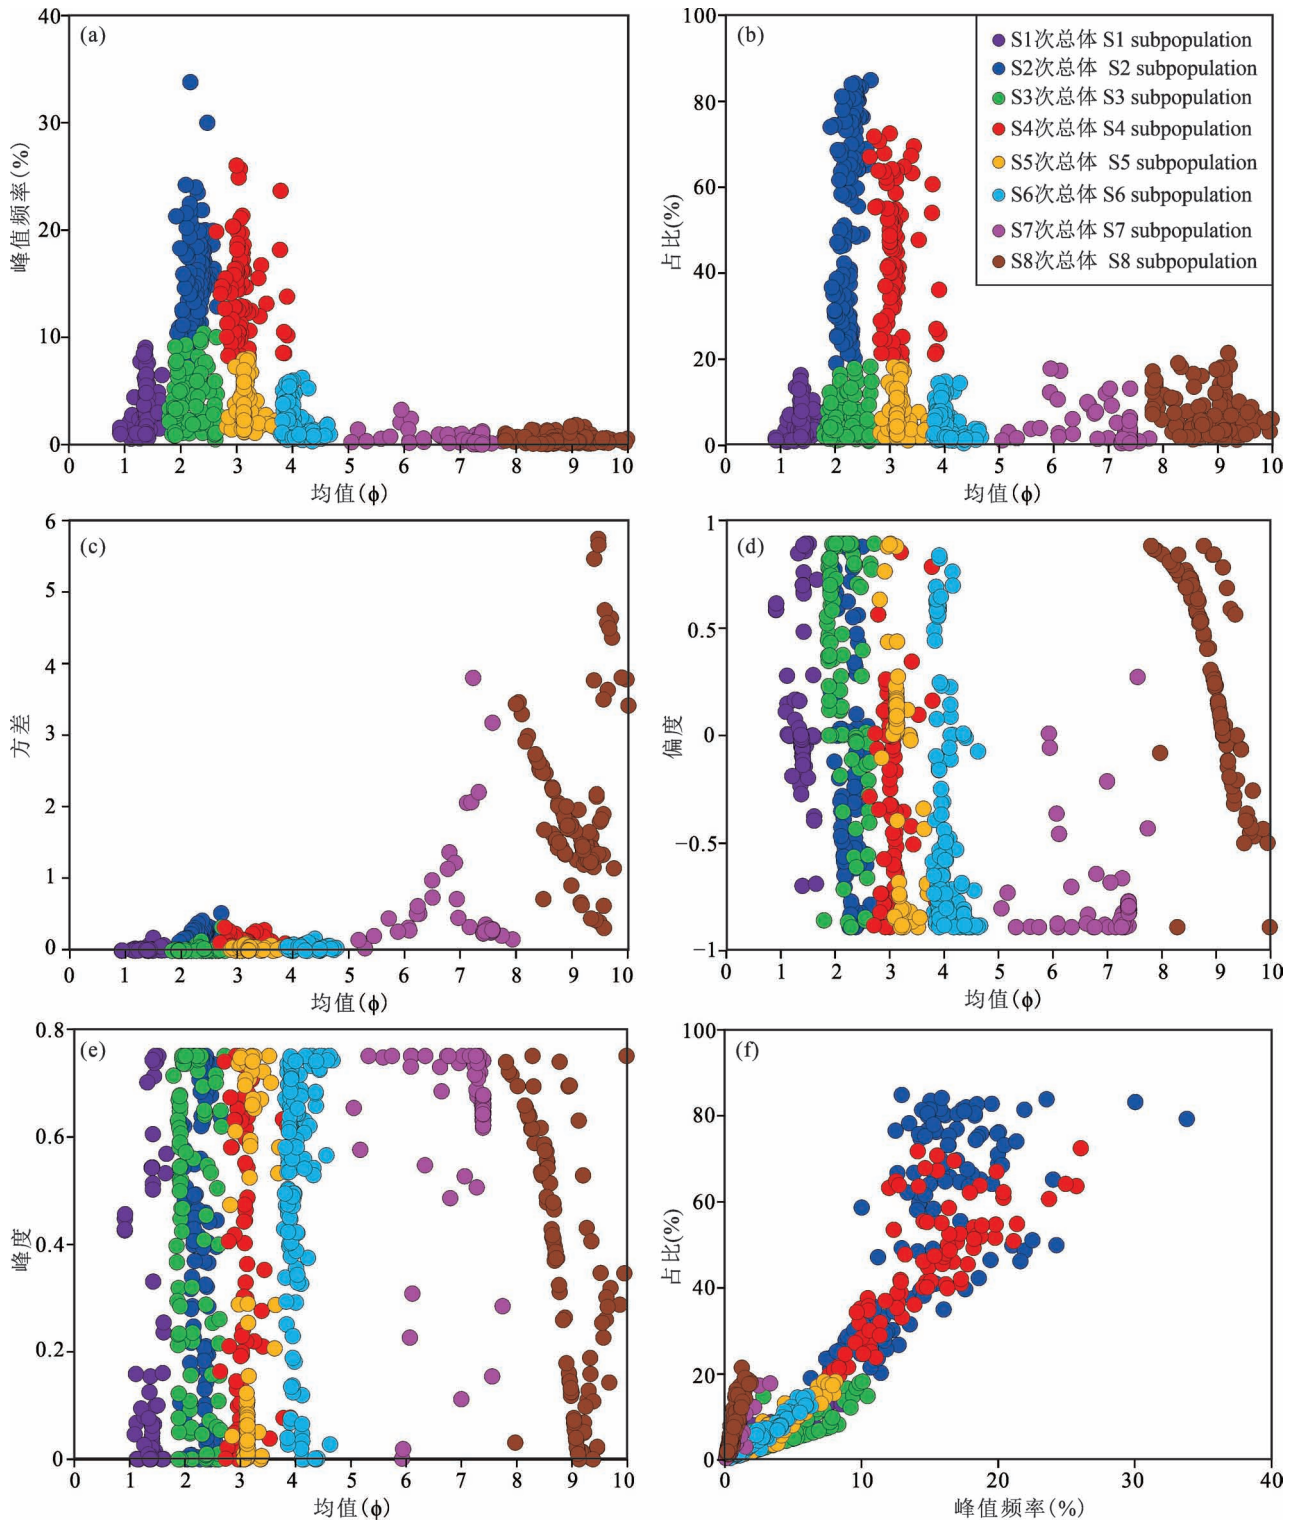 (a)
峰值频率(%)
40
30
20
10
0
0 1 2 3 4 5 6 7 8 9 10
均值(ϕ)
(b)
占比(%)
100
80
60
40
20
0
S1次总体 S1 subpopulation
S2次总体 S2 subpopulation
S3次总体 S3 subpopulation
S4次总体 S4 subpopulation
S5次总体 S5 subpopulation
S6次总体 S6 subpopulation
S7次总体 S7 subpopulation
S8次总体 S8 subpopulation
0 1 2 3 4 5 6 7 8 9 10
均值(ϕ)
(c)
方差
6
5
4
3
2
1
0
0 1 2 3 4 5 6 7 8 9 10
均值(ϕ)
(d)
偏度
1
0.5
0
−0.5
−1
0 1 2 3 4 5 6 7 8 9 10
均值(ϕ)
(e)
峰度
0.8
0.6
0.4
0.2
0
0 1 2 3 4 5 6 7 8 9 10
均值(ϕ)
(f)
占比(%)
100
80
60
40
20
0
0 10 20 30 40
峰值频率(%)